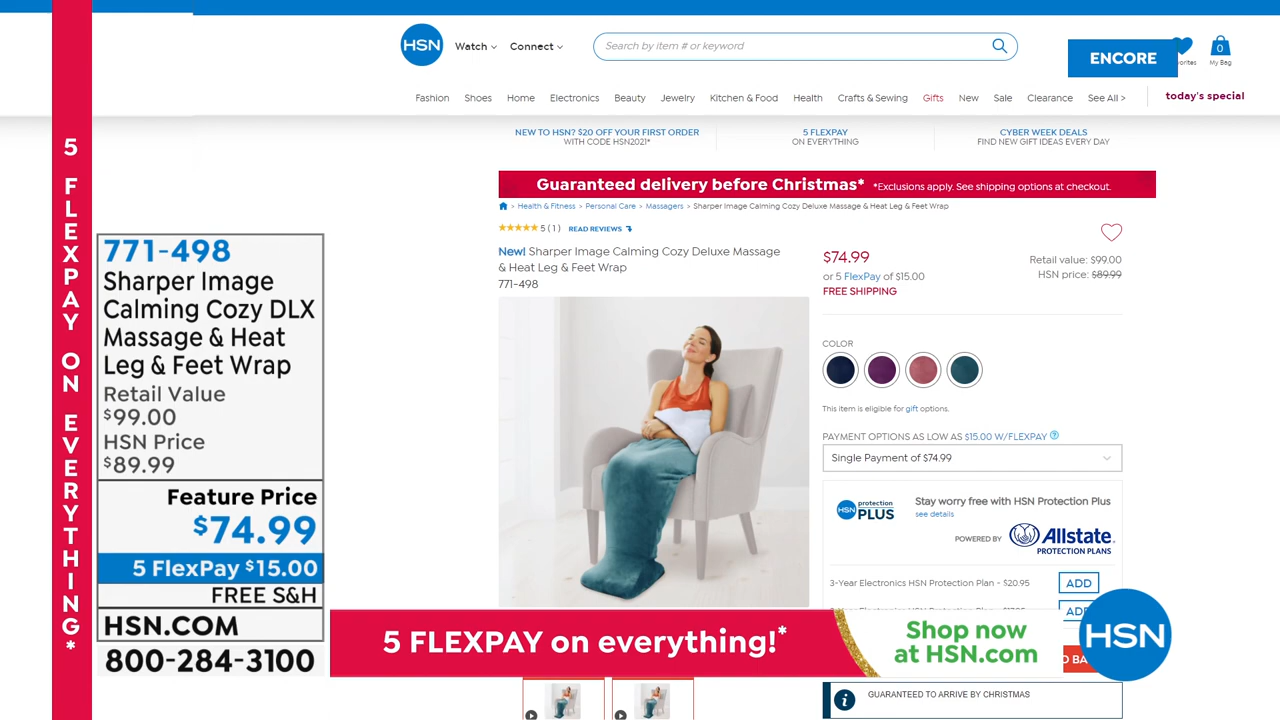 HSN
Watch
Connect
Search by item # or keyword
ENCORE
0
My Bag
Fashion
Shoes
Home
Electronics
Beauty
Jewelry
Kitchen & Food
Health
Crafts & Sewing
Gifts
New
Sale
Clearance
See All >
today's special
NEW TO HSN? $20 OFF YOUR FIRST ORDER
WITH CODE HSN2021*
5 FLEXPAY
ON EVERYTHING
CYBER WEEK DEALS
FIND NEW GIFT IDEAS EVERY DAY
5 FLEXPAY ON EVERYTHING*
Guaranteed delivery before Christmas* *Exclusions apply. See shipping options at checkout.
> Health & Fitness > Personal Care > Massagers > Sharper Image Calming Cozy Deluxe Massage & Heat Leg & Feet Wrap
5 ( 1 ) READ REVIEWS
New! Sharper Image Calming Cozy Deluxe Massage
& Heat Leg & Feet Wrap
771-498
$74.99
or 5 FlexPay of $15.00
FREE SHIPPING
Retail value: $99.00
HSN price: $89.99
COLOR
This item is eligible for gift options.
PAYMENT OPTIONS AS LOW AS $15.00 W/FLEXPAY ?
Single Payment of $74.99
HSN protection
PLUS
Stay worry free with HSN Protection Plus
see details
POWERED BY
Allstate
PROTECTION PLANS
3-Year Electronics HSN Protection Plan - $20.95
ADD
771-498
Sharper Image
Calming Cozy DLX
Massage & Heat
Leg & Feet Wrap
Retail Value
$99.00
HSN Price
$89.99
Feature Price
$74.99
5 FlexPay $15.00
FREE S&H
HSN.COM
800-284-3100
5 FLEXPAY on everything!*
Shop now
at HSN.com
HSN
GUARANTEED TO ARRIVE BY CHRISTMAS